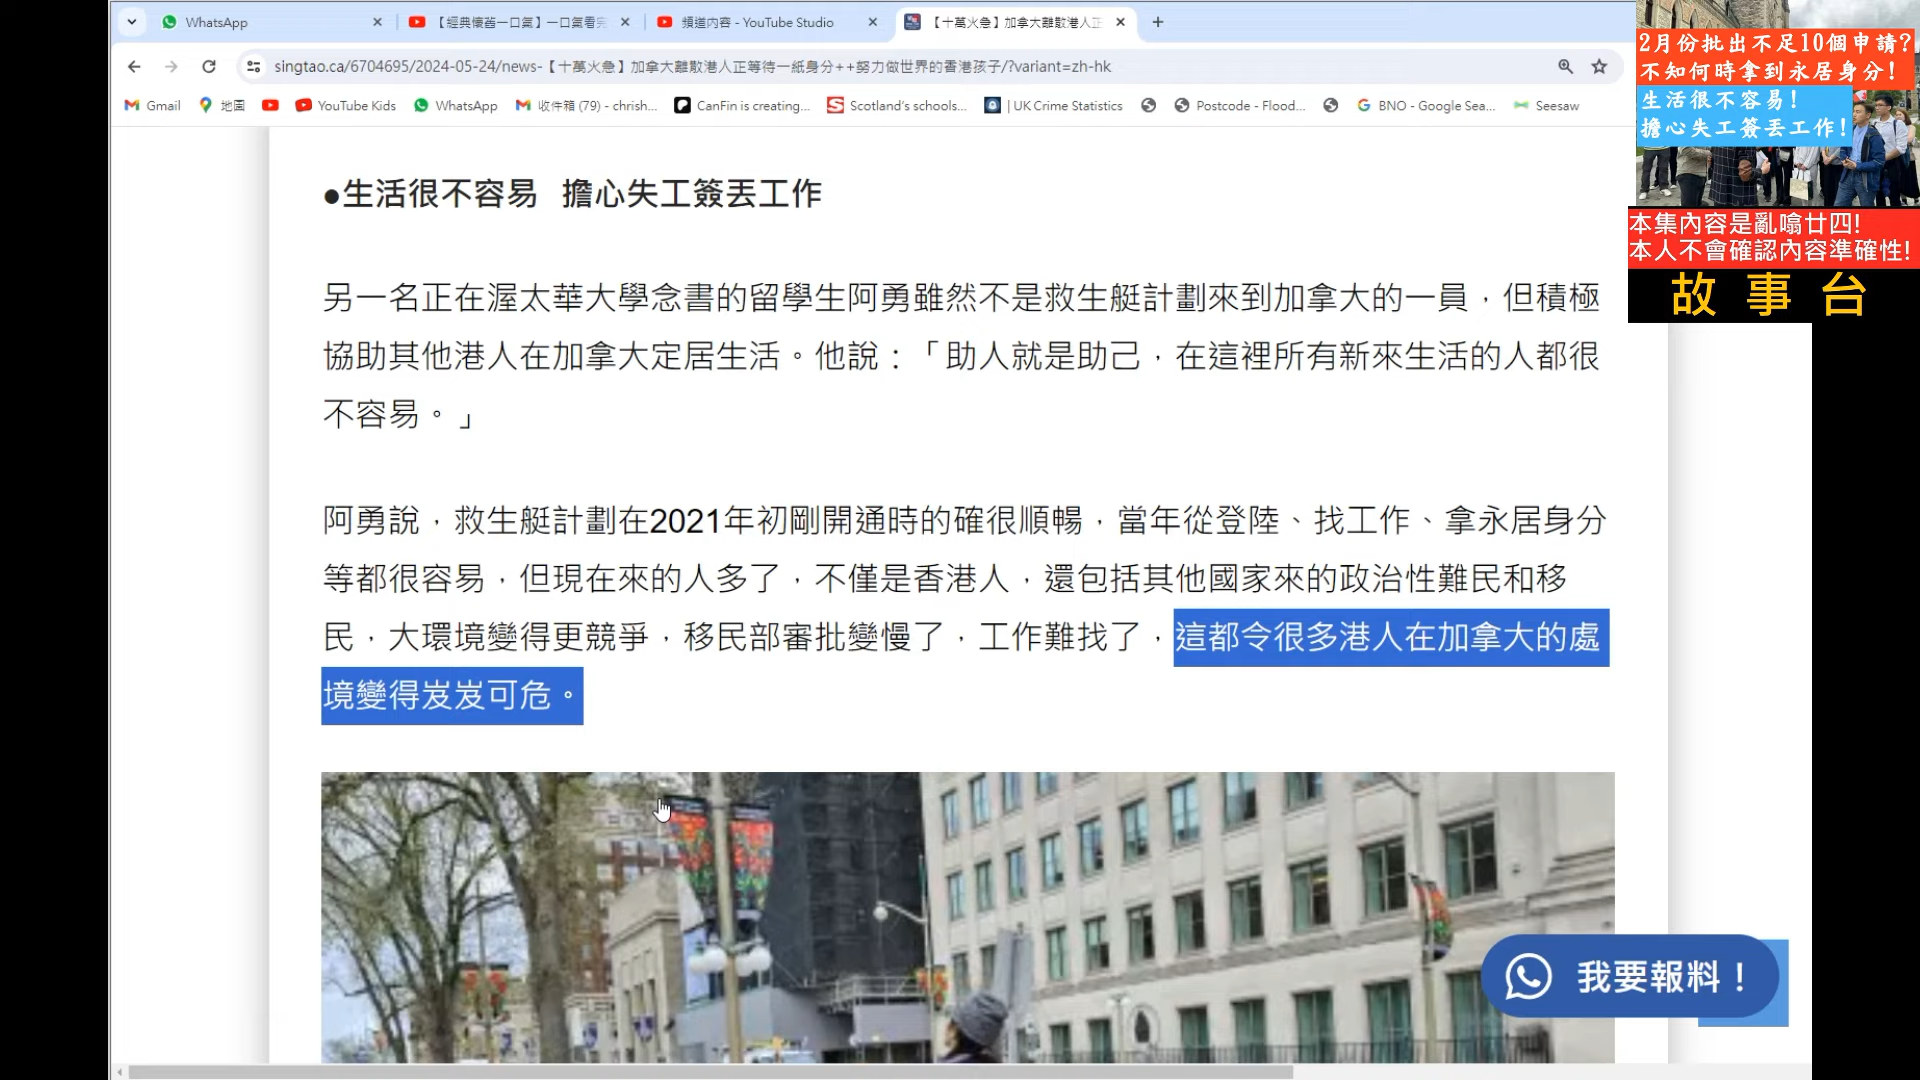 WhatsApp
【經典懷舊一口氣】一口氣看完
頻道內容 - YouTube Studio
【十萬火急】加拿大離散港人正
singtao.ca/6704695/2024-05-24/news-【十萬火急】加拿大離散港人正等待一紙身分++努力做世界的香港孩子/?variant=zh-hk
Gmail
地圖
YouTube Kids
WhatsApp
收件箱 (79) - chrish...
CanFin is creating...
Scotland's schools...
| UK Crime Statistics
Postcode - Flood...
BNO - Google Sea...
Seesaw
2月份批出不足10個申請?
不知何時拿到永居身分!
生活很不容易!
擔心失工簽丟工作!
本集內容是亂噏廿四!
本人不會確認內容準確性!
故事台
●生活很不容易 擔心失工簽丟工作
另一名正在渥太華大學念書的留學生阿勇雖然不是救生艇計劃來到加拿大的一員，但積極
協助其他港人在加拿大定居生活。他說：「助人就是助己，在這裡所有新來生活的人都很
不容易。」
阿勇說，救生艇計劃在2021年初剛開通時的確很順暢，當年從登陸、找工作、拿永居身分
等都很容易，但現在來的人多了，不僅是香港人，還包括其他國家來的政治性難民和移
民，大環境變得更競爭，移民部審批變慢了，工作難找了，這都令很多港人在加拿大的處
境變得岌岌可危。
我要報料！